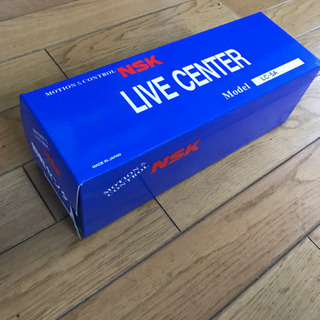 MOTION & CONTROL NSK
LIVE CENTER
Model LC-5A
MADE IN JAPAN
MOTION &
CONTROL NSK